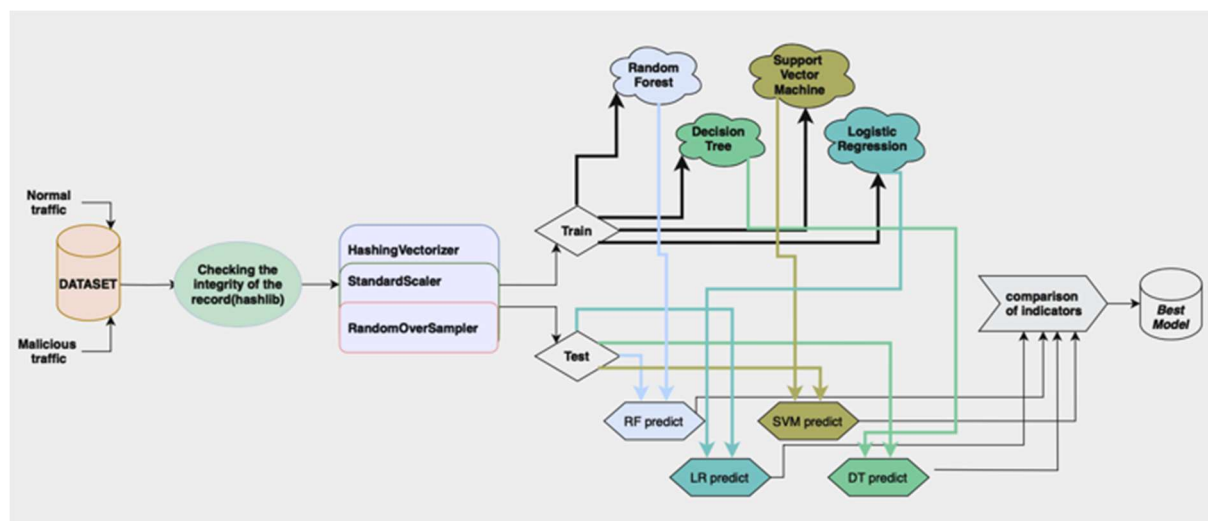 Normal
traffic
DATASET
Malicious
traffic
Checking the
integrity of the
record(hashlib)
HashingVectorizer
StandardScaler
RandomOverSampler
Train
Test
Random
Forest
Decision
Tree
Support
Vector
Machine
Logistic
Regression
RF predict
SVM predict
LR predict
DT predict
comparison
of indicators
Best
Model